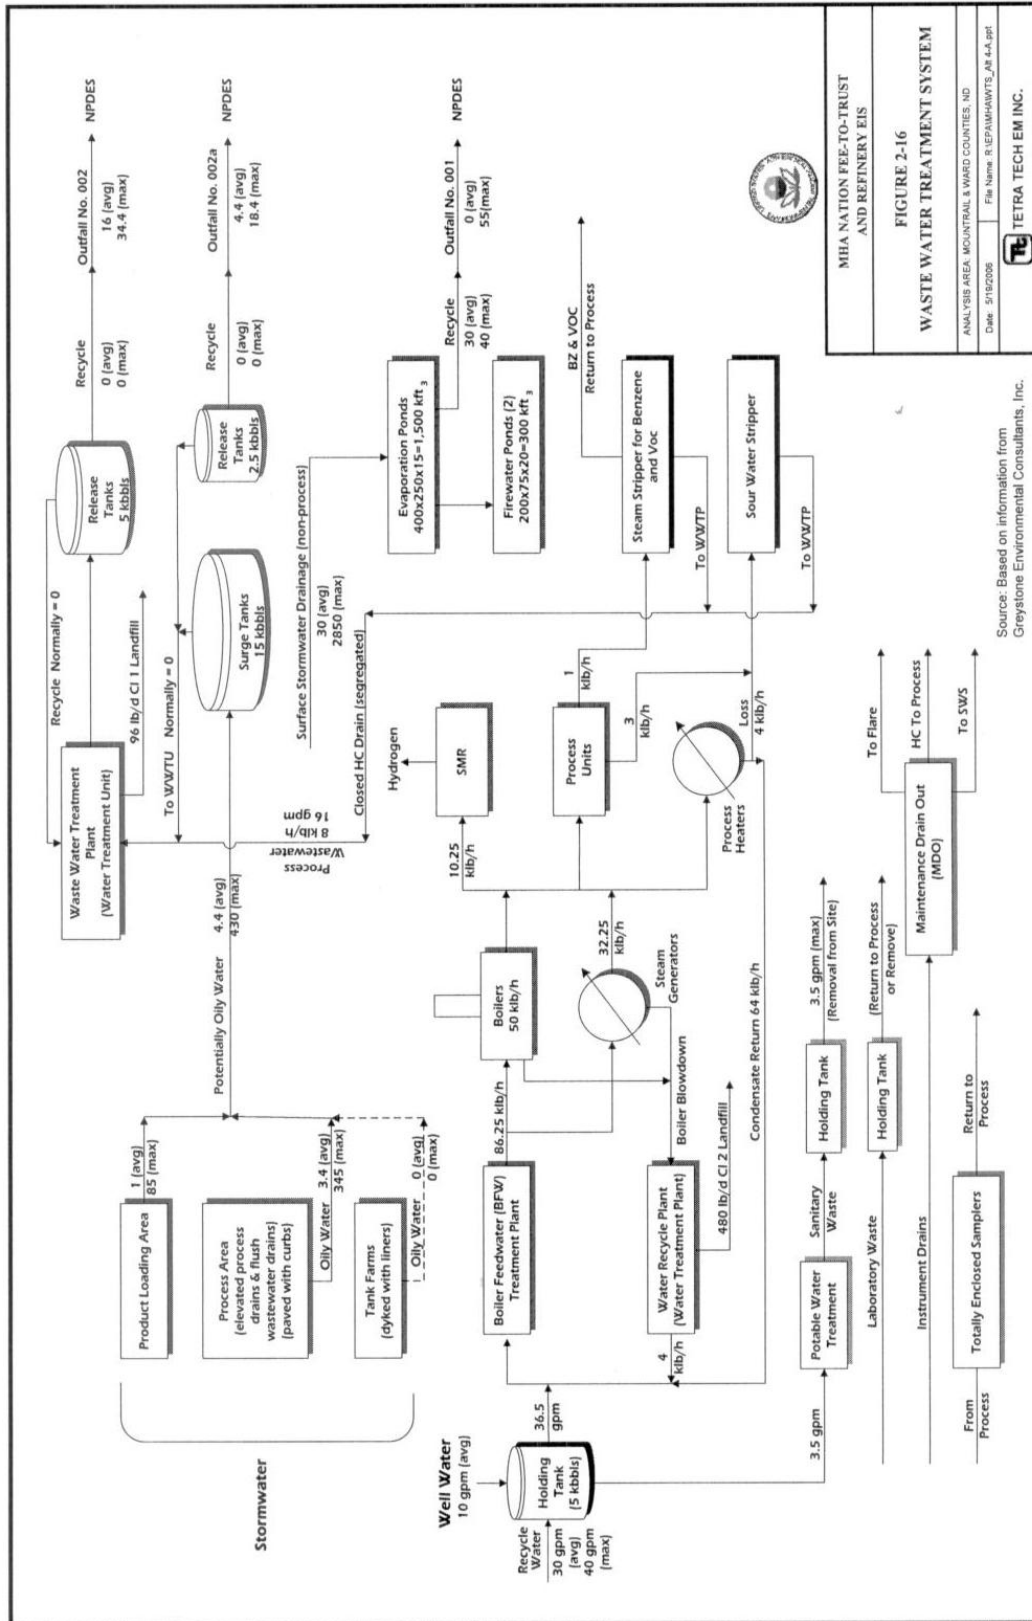 Stormwater
Product Loading Area
1 (avg)
85 (max)
Process Area
(elevated process
drains & flush
wastewater drains)
(paved with curbs)
Oily Water
3.4 (avg)
345 (max)
Tank Farms
(dyked with liners)
Oily Water
0 (avg)
0 (max)
Potentially Oily Water
4.4 (avg)
430 (max)
Waste Water Treatment
Plant
(Water Treatment Unit)
Recycle Normally = 0
96 lb/d Cl 1 Landfill
Release
Tanks
5 kbbls
Recycle
0 (avg)
0 (max)
Outfall No. 002
16 (avg)
34.4 (max)
NPDES
To WWTU Normally = 0
Surge Tanks
15 kbbls
Release
Tanks
2.5 kbbls
Recycle
0 (avg)
0 (max)
Outfall No. 002a
4.4 (avg)
18.4 (max)
NPDES
Process
Wastewater
8 klb/h
16 gpm
Surface Stormwater Drainage (non-process)
30 (avg)
2850 (max)
Closed HC Drain (segregated)
Evaporation Ponds
400x250x15=1,500 kft 3
Recycle
30 (avg)
40 (max)
Outfall No. 001
0 (avg)
55(max)
NPDES
Firewater Ponds (2)
200x75x20=300 kft 3
Well Water
10 gpm (avg)
Recycle
Water
30 gpm
(avg)
40 gpm
(max)
Holding
Tank
(5 kbbls)
36.5
gpm
Boiler Feedwater (BFW)
Treatment Plant
86.25 klb/h
Boilers
50 klb/h
10.25
klb/h
SMR
Hydrogen
Process
Units
1
klb/h
3
klb/h
Steam Stripper for Benzene
and Voc
BZ & VOC
Return to Process
To WWTP
Steam
Generators
32.25
klb/h
Process
Heaters
Loss
4 klb/h
Sour Water Stripper
To WWTP
Boiler Blowdown
Water Recycle Plant
(Water Treatment Plant)
4
klb/h
480 lb/d Cl 2 Landfill
Condensate Return 64 klb/h
3.5 gpm
Potable Water
Treatment
Sanitary
Waste
Holding Tank
3.5 gpm (max)
(Removal from Site)
Laboratory Waste
Holding Tank
(Return to Process
or Remove)
Instrument Drains
Maintenance Drain Out
(MDO)
To Flare
HC To Process
To SWS
From
Process
Totally Enclosed Samplers
Return to
Process
Source: Based on information from
Greystone Environmental Consultants, Inc.
MHA NATION FEE-TO-TRUST
AND REFINERY EIS
FIGURE 2-16
WASTE WATER TREATMENT SYSTEM
ANALYSIS AREA: MOUNTRAIL & WARD COUNTIES, ND
Date: 5/19/2006
File Name: R:\EPA\MHA\WTS_Alt 4-A.ppt
TETRA TECH EM INC.